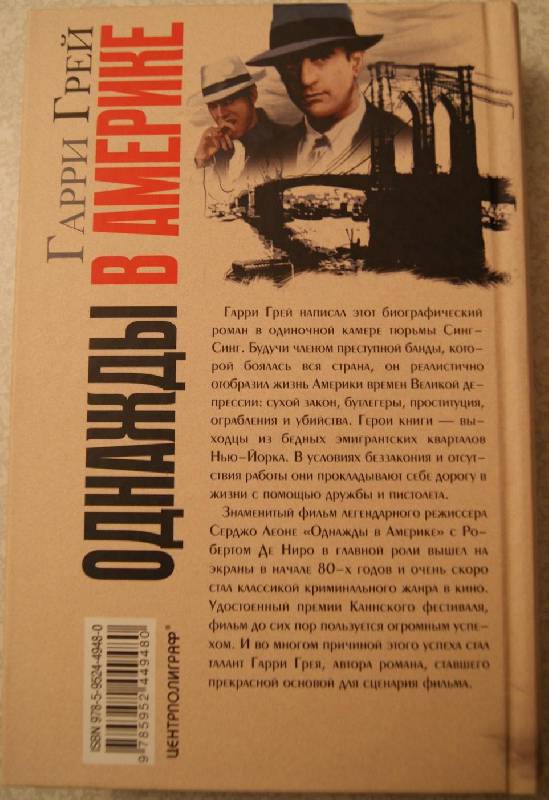 Гарри Грей
ОДНАЖДЫ В АМЕРИКЕ
Гарри Грей написал этот биографический
роман в одиночной камере тюрьмы Синг-
Синг. Будучи членом преступной банды, кото-
рой боялась вся страна, он реалистично
отобразил жизнь Америки времен Великой де-
прессии: сухой закон, бутлегеры, проституция,
ограбления и убийства. Герои книги — вы-
ходцы из бедных эмигрантских кварталов
Нью-Йорка. В условиях беззакония и отсут-
ствия работы они прокладывают себе дорогу в
жизни с помощью дружбы и пистолета.
Знаменитый фильм легендарного режиссера
Серджо Леоне «Однажды в Америке» с Ро-
бертом Де Ниро в главной роли вышел на
экраны в начале 80-х годов и очень скоро
стал классикой криминального жанра в кино.
Удостоенный премии Каннского фестиваля,
фильм до сих пор пользуется огромным успе-
хом. И во многом причиной этого успеха стал
талант Гарри Грея, автора романа, ставшего
прекрасной основой для сценария фильма.
ISBN 978-5-9524-4948-0
9 785952 449480
ЦЕНТРПОЛИГРАФ®